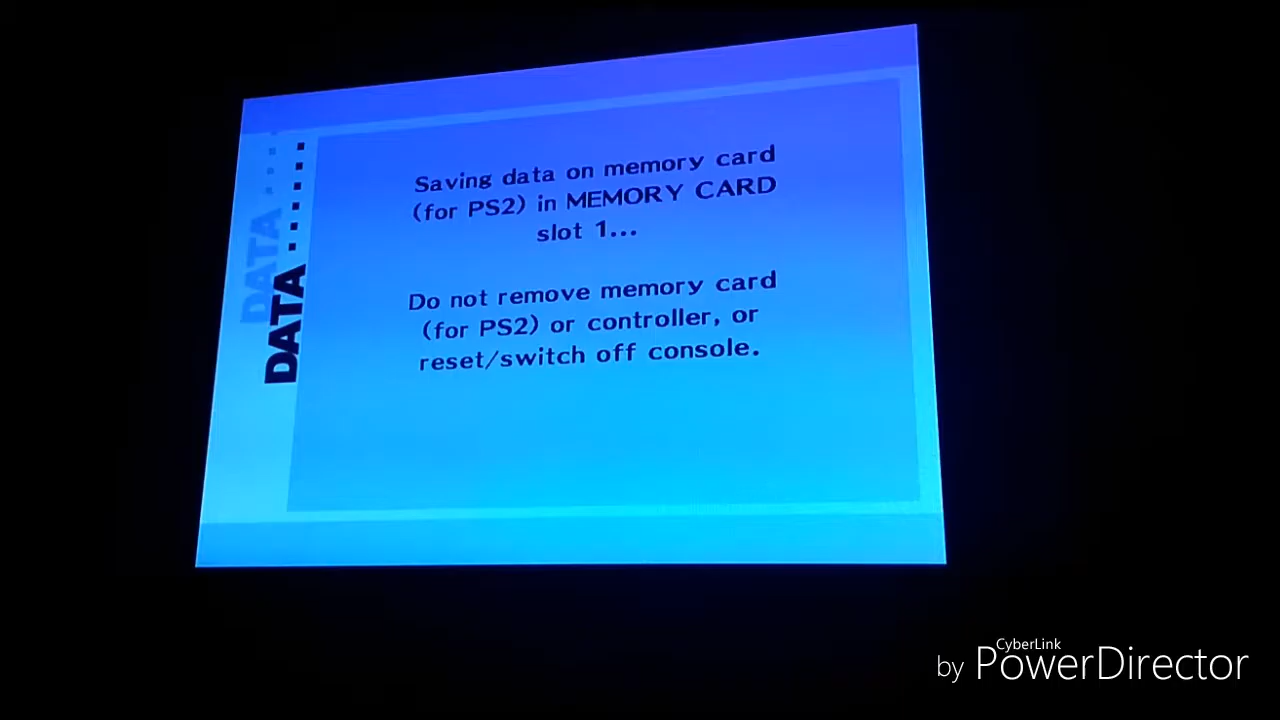 Saving data on memory card
(for PS2) in MEMORY CARD
slot 1...
Do not remove memory card
(for PS2) or controller, or
reset/switch off console.
DATA
DATA
by CyberLink PowerDirector